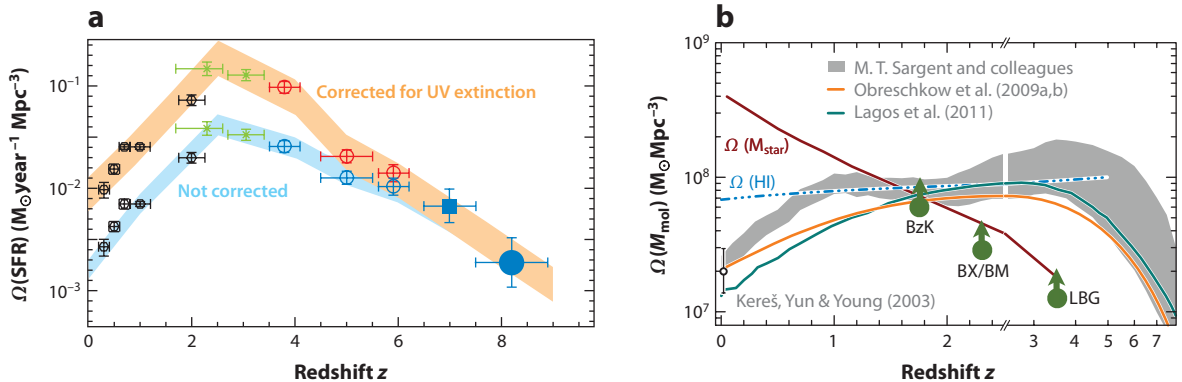 a
Ω(SFR) (M⊙year−1 Mpc−3)
10−1
10−2
10−3
Corrected for UV extinction
Not corrected
0 2 4 6 8
Redshift z
b
Ω(Mmol) (M⊙Mpc−3)
10⁹
10⁸
10⁷
M. T. Sargent and colleagues
Obreschkow et al. (2009a,b)
Lagos et al. (2011)
Ω (Mstar)
Ω (HI)
BzK
BX/BM
LBG
Kereš, Yun & Young (2003)
0 1 2 3 4 5 6 7
Redshift z